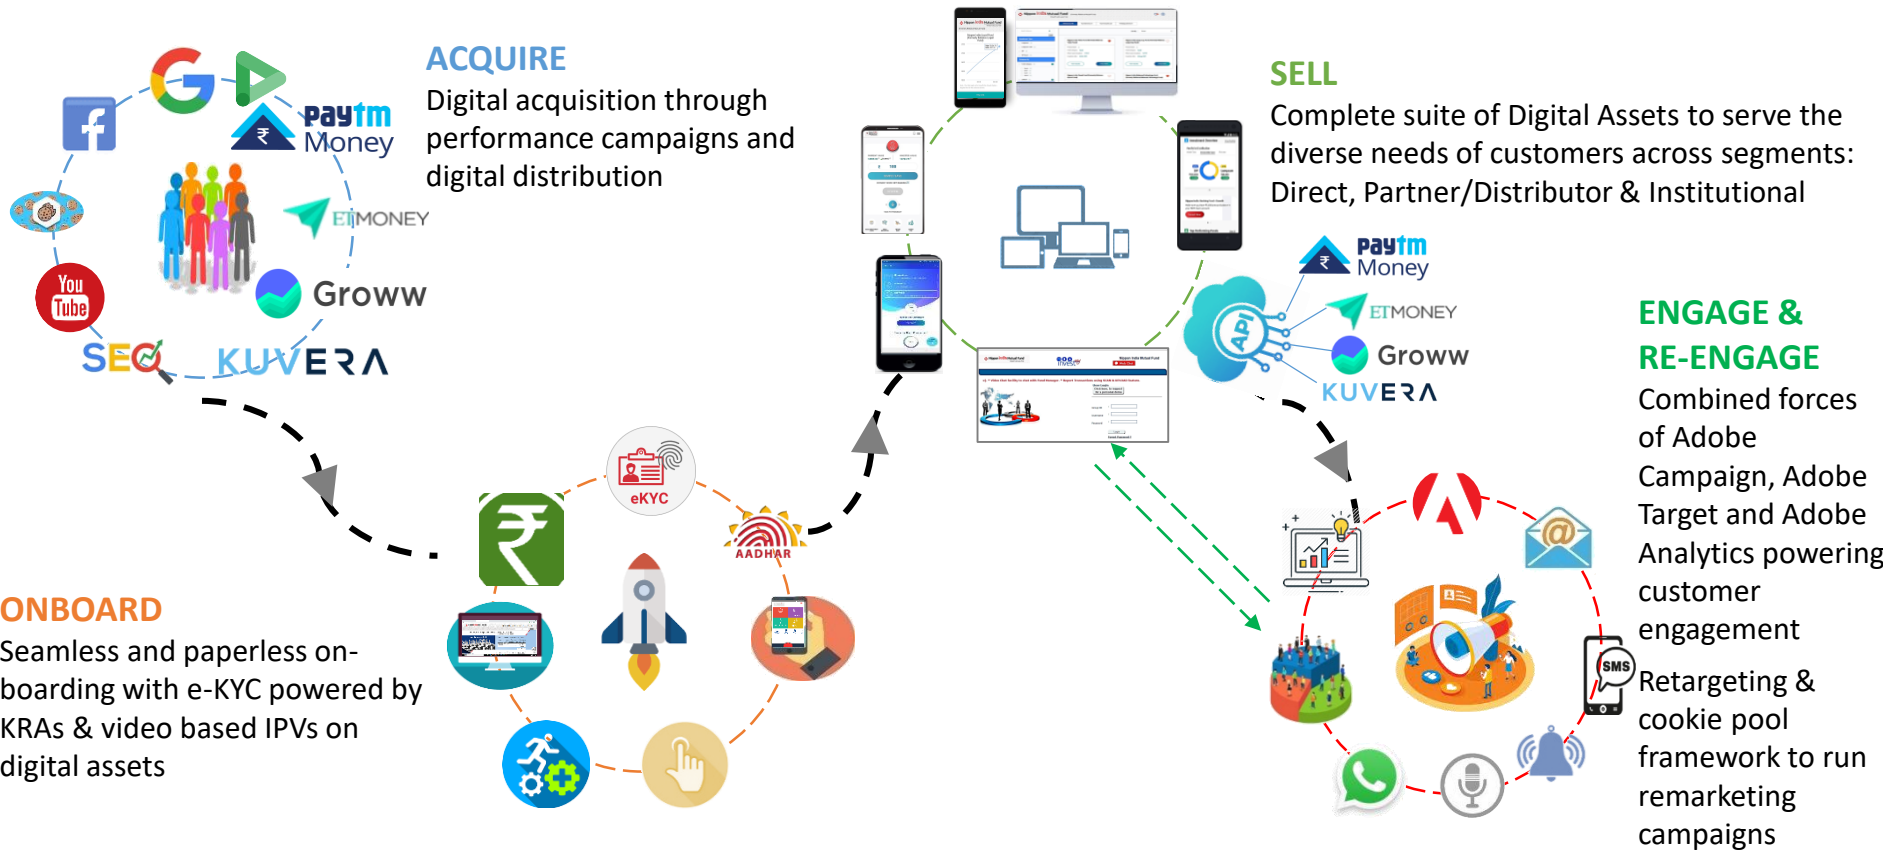 ACQUIRE
Digital acquisition through
performance campaigns and
digital distribution
paytm
Money
ETMONEY
Groww
KUVERA
SEO
You
Tube
SELL
Complete suite of Digital Assets to serve the
diverse needs of customers across segments:
Direct, Partner/Distributor & Institutional
API
paytm
Money
ETMONEY
Groww
KUVERA
ENGAGE &
RE-ENGAGE
Combined forces
of Adobe
Campaign, Adobe
Target and Adobe
Analytics powering
customer
engagement
Retargeting &
cookie pool
framework to run
remarketing
campaigns
SMS
ONBOARD
Seamless and paperless on-
boarding with e-KYC powered by
KRAs & video based IPVs on
digital assets
eKYC
AADHAR